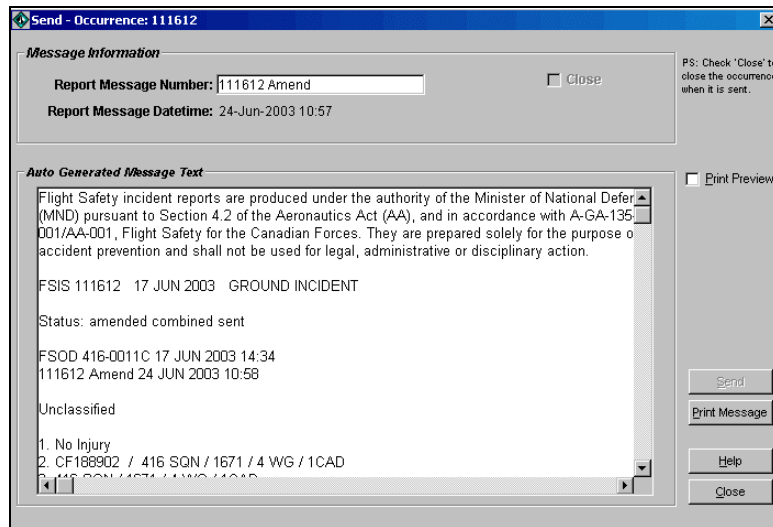 Send - Occurrence: 111612
Message Information
Report Message Number: 111612 Amend
Close
Report Message Datetime: 24-Jun-2003 10:57
PS: Check 'Close' to
close the occurrence
when it is sent.
Auto Generated Message Text
Print Preview
Flight Safety incident reports are produced under the authority of the Minister of National Defen
(MND) pursuant to Section 4.2 of the Aeronautics Act (AA), and in accordance with A-GA-135-
001/AA-001, Flight Safety for the Canadian Forces. They are prepared solely for the purpose o
accident prevention and shall not be used for legal, administrative or disciplinary action.
FSIS 111612 17 JUN 2003 GROUND INCIDENT
Status: amended combined sent
FSOD 416-0011C 17 JUN 2003 14:34
111612 Amend 24 JUN 2003 10:58
Unclassified
1. No Injury
2. CF188902 / 416 SQN / 1671 / 4 WG / 1CAD
Send
Print Message
Help
Close